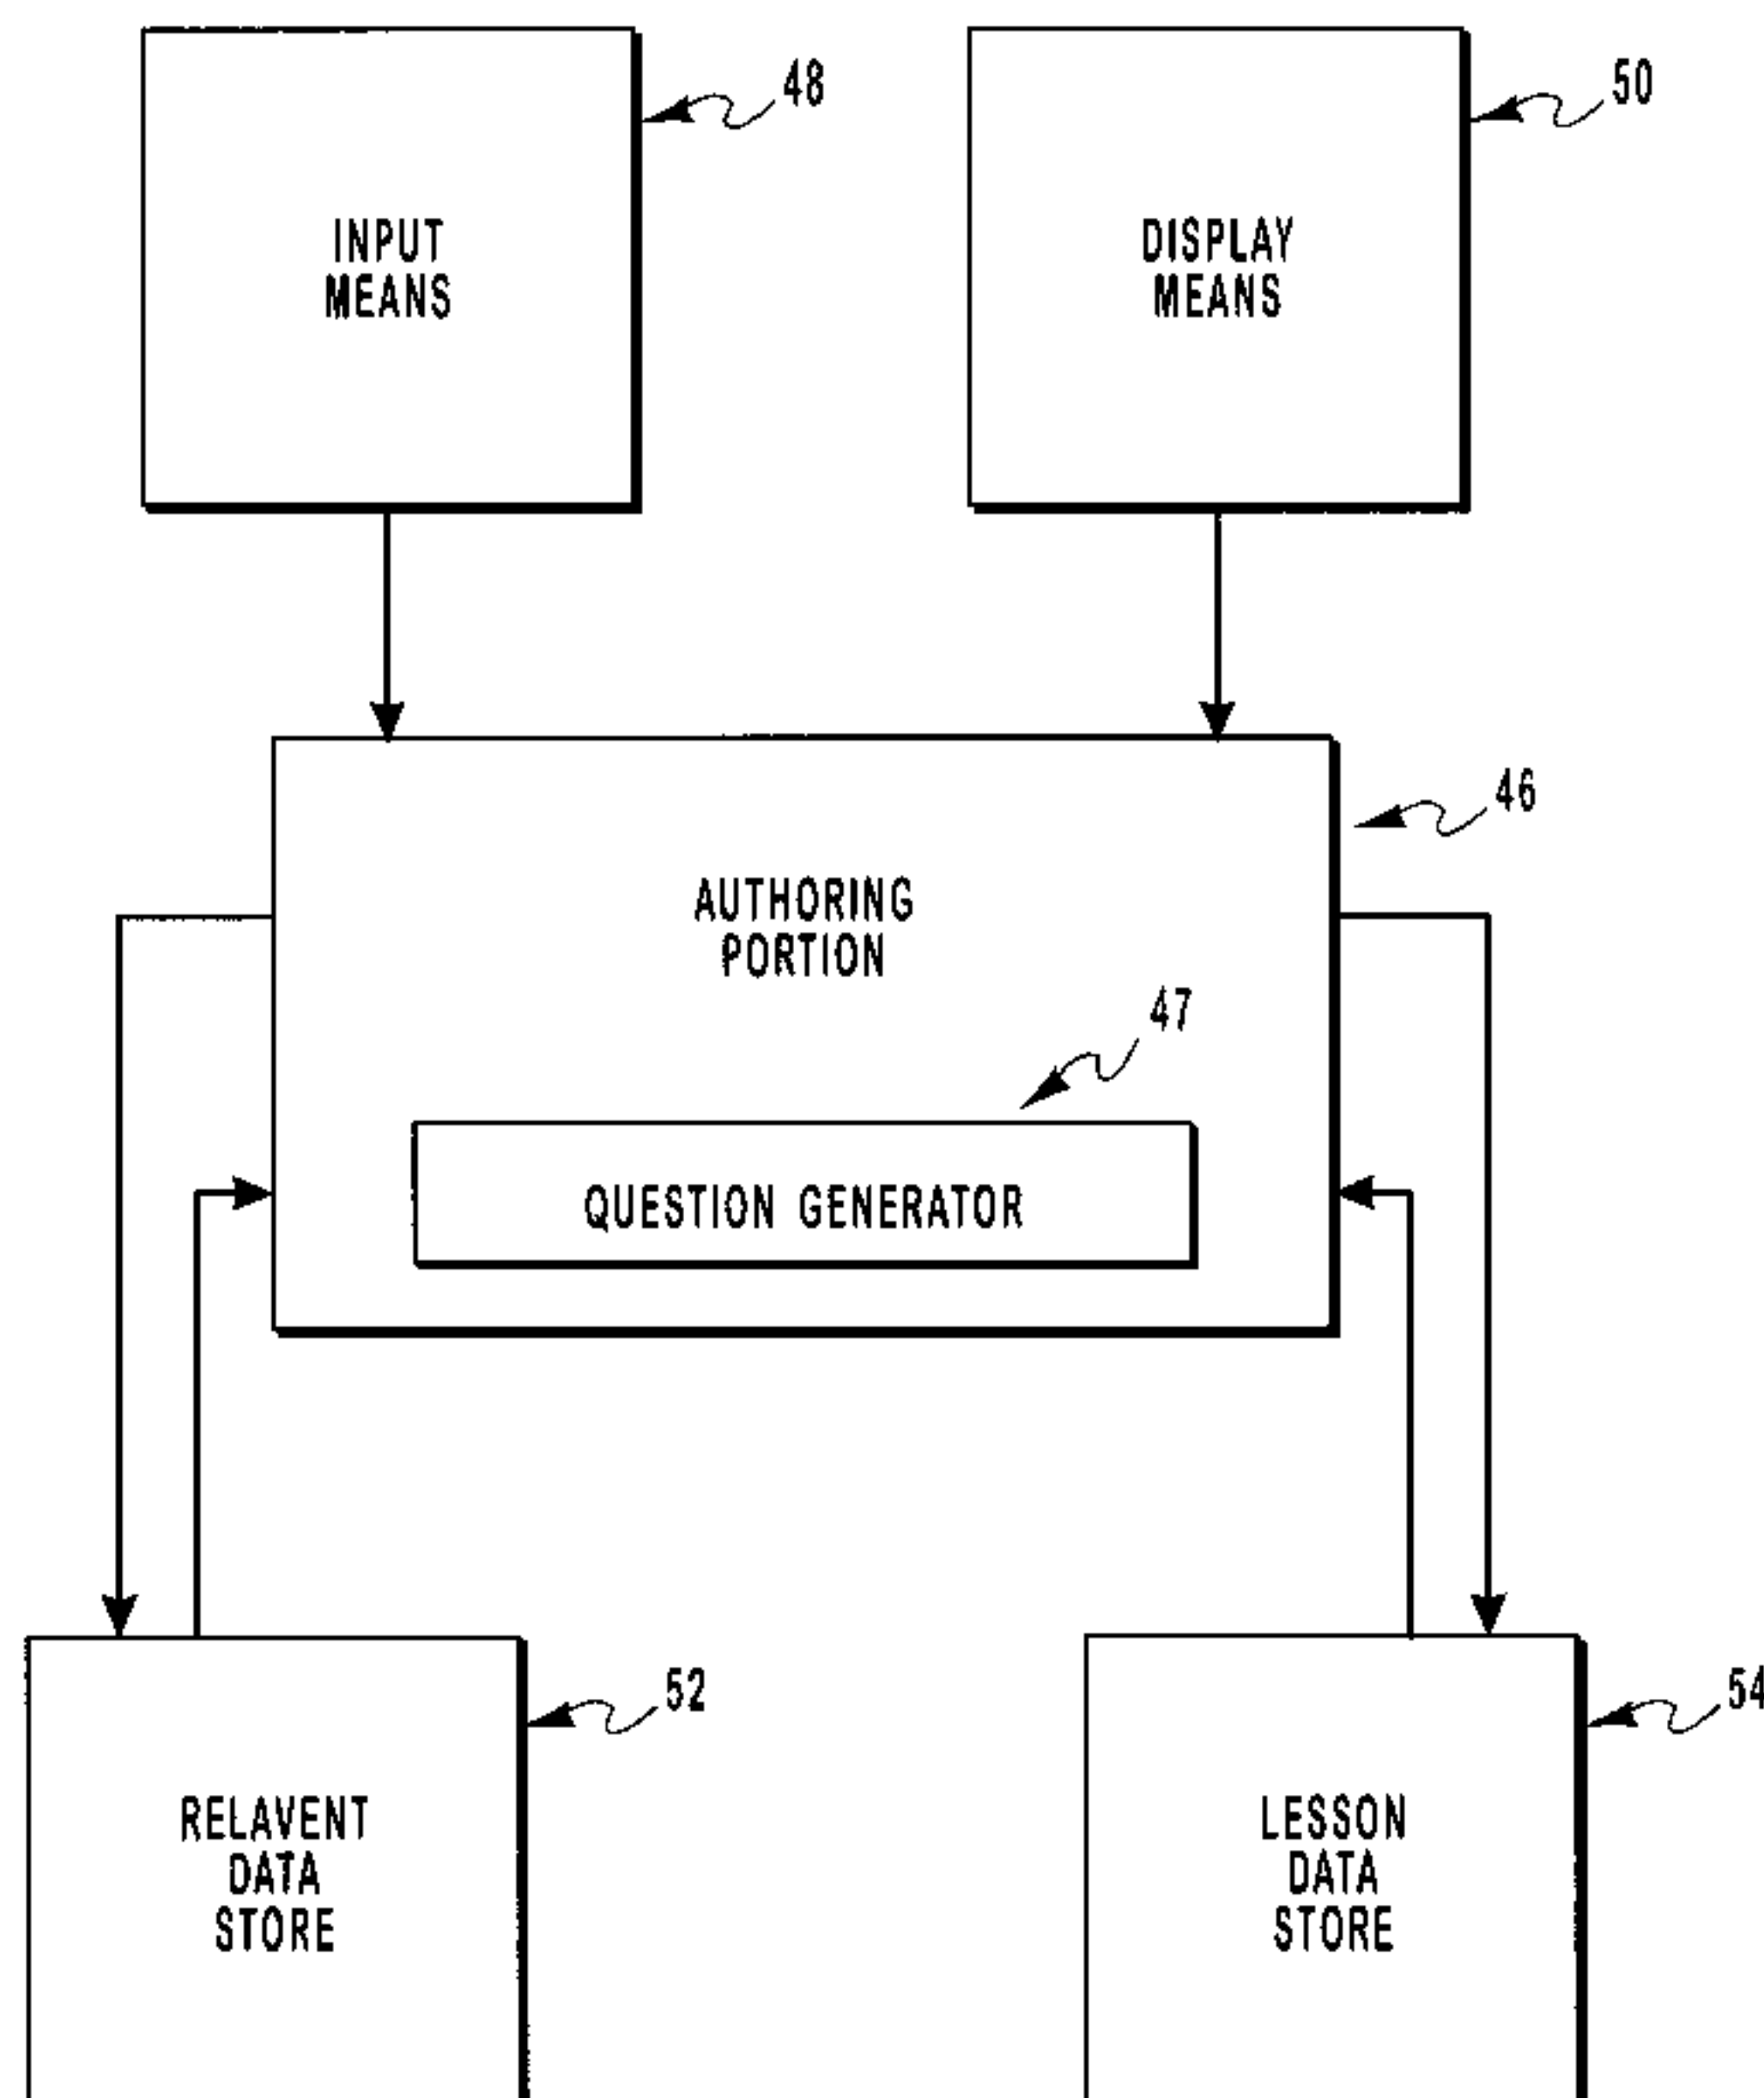 48
50
INPUT
MEANS
DISPLAY
MEANS
46
AUTHORING
PORTION
47
QUESTION GENERATOR
52
54
RELAVENT
DATA
STORE
LESSON
DATA
STORE